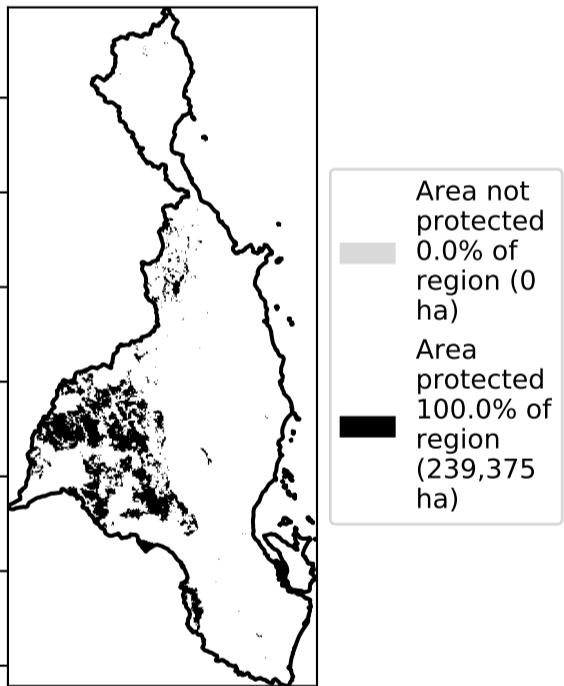 Area not
protected
0.0% of
region (0
ha)
Area
protected
100.0% of
region
(239,375
ha)